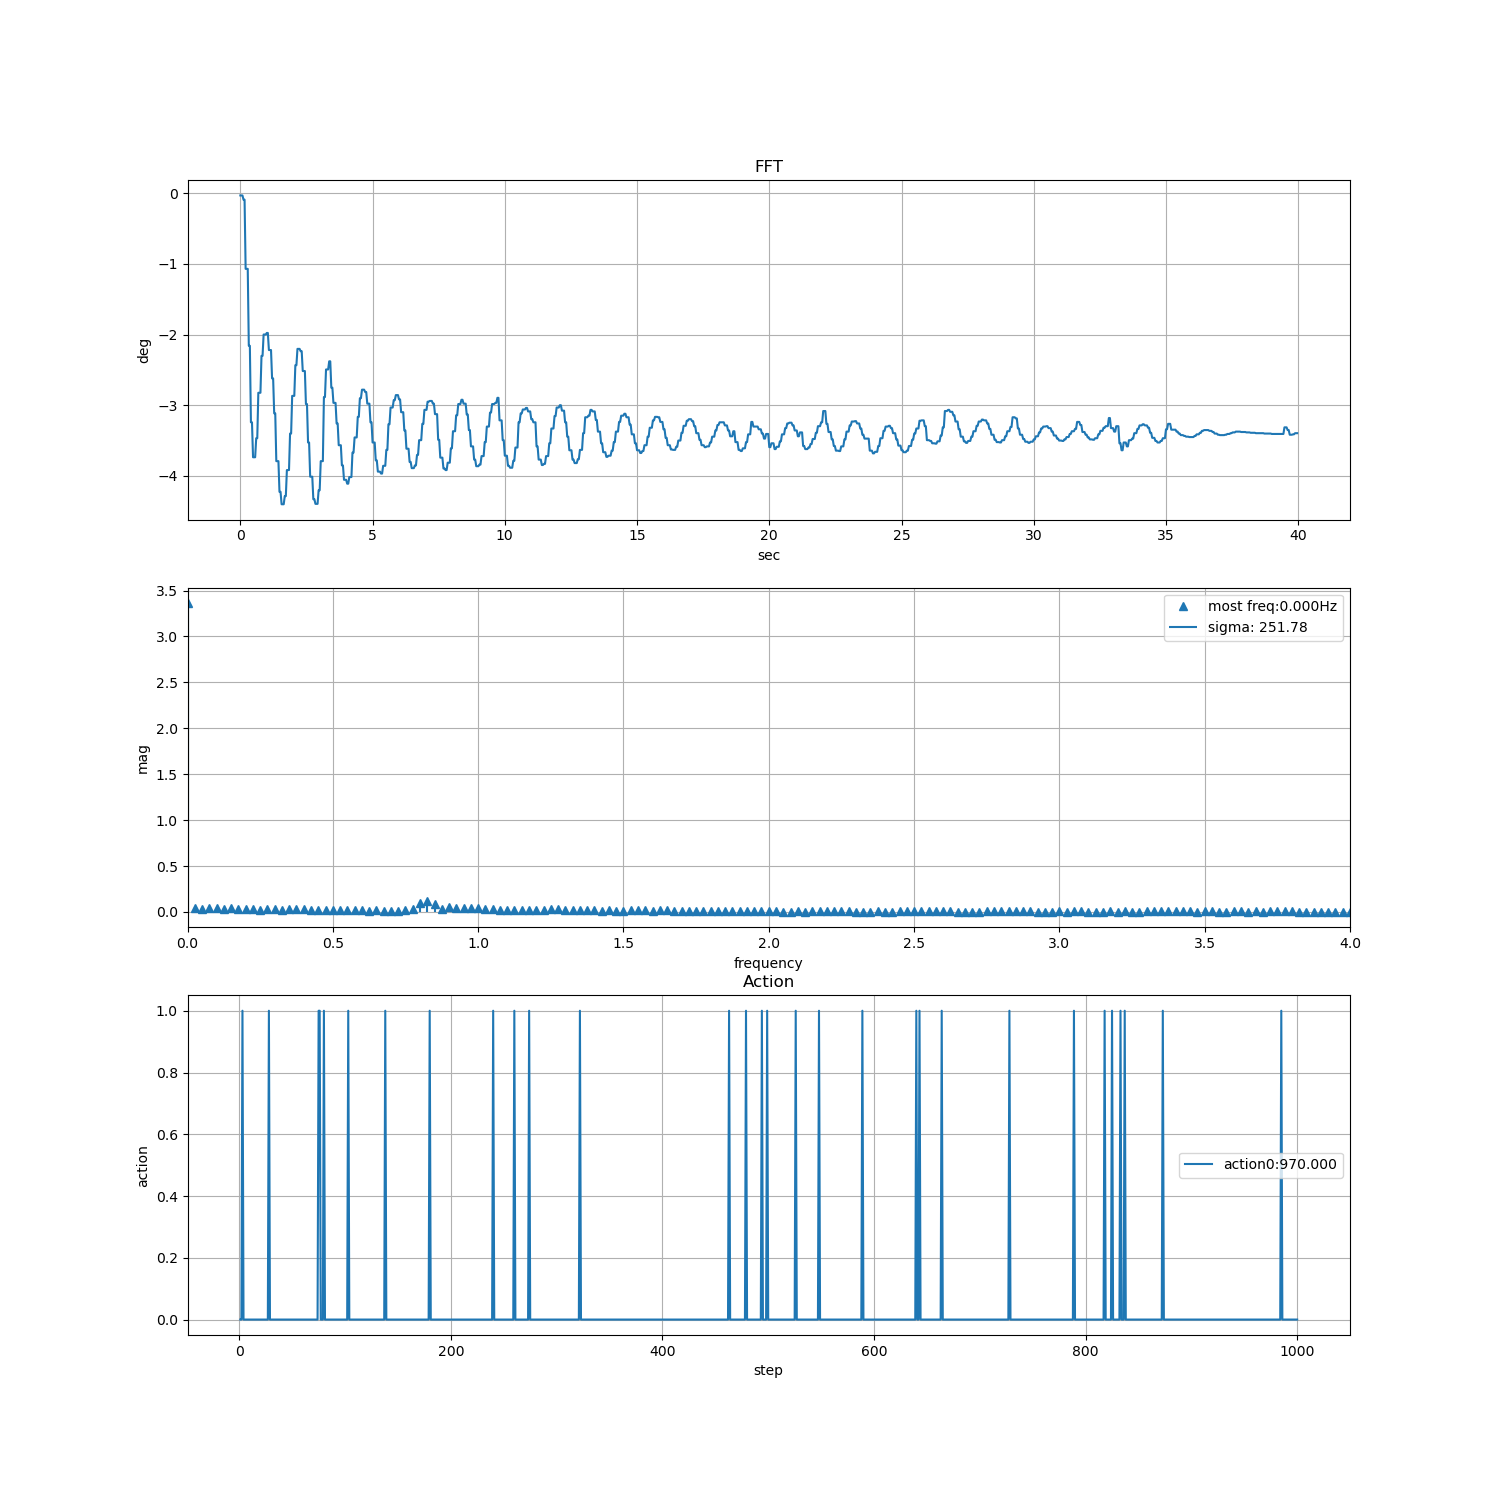 FFT
0
−1
−2
−3
−4
deg
0 5 10 15 20 25 30 35 40
sec
3.5
3.0
2.5
2.0
1.5
1.0
0.5
0.0
mag
most freq:0.000Hz
sigma: 251.78
0.0 0.5 1.0 1.5 2.0 2.5 3.0 3.5 4.0
frequency
Action
1.0
0.8
0.6
0.4
0.2
0.0
action
action0:970.000
0 200 400 600 800 1000
step